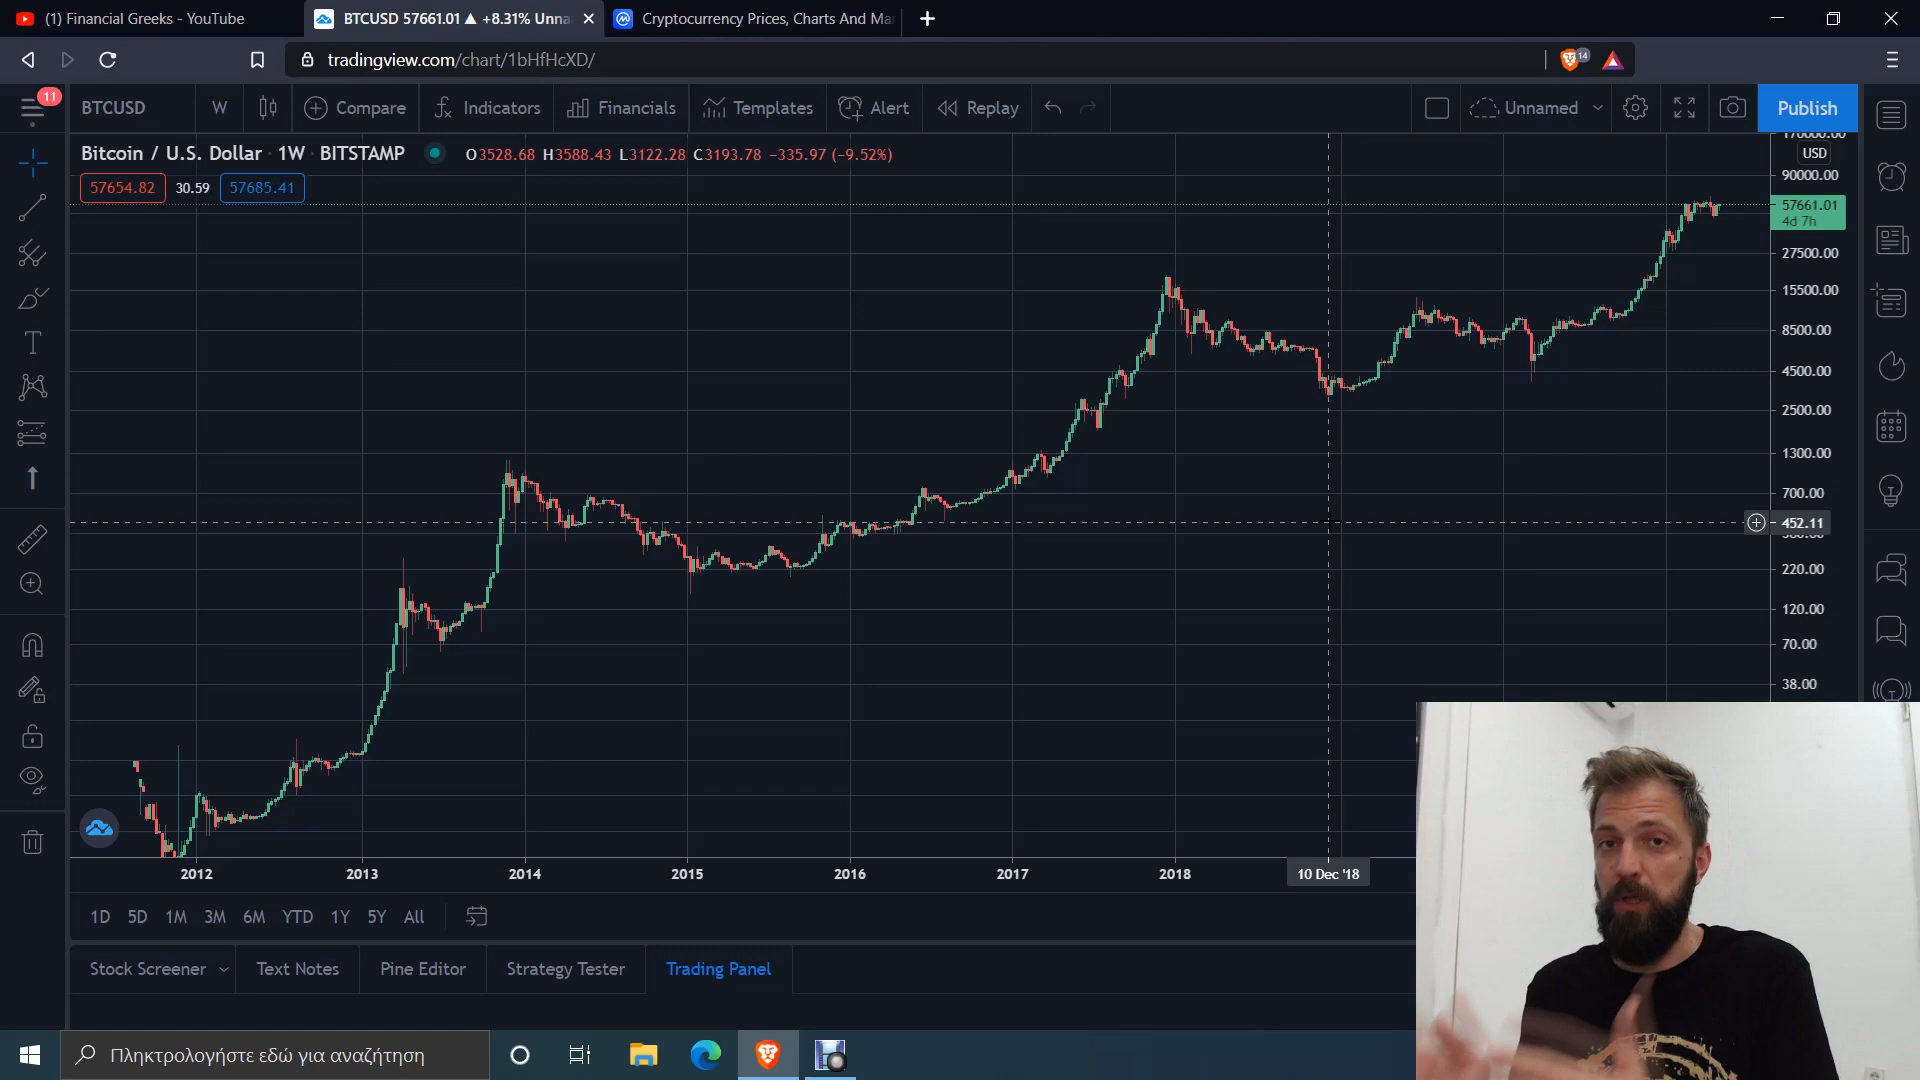 (1) Financial Greeks - YouTube
BTCUSD 57661.01 ▲ +8.31% Unna
Cryptocurrency Prices, Charts And Mar
tradingview.com/chart/1bHfHcXD/
14
11
BTCUSD
W
Compare
Indicators
Financials
Templates
Alert
Replay
Unnamed
Publish
Bitcoin / U.S. Dollar · 1W · BITSTAMP
O3528.68 H3588.43 L3122.28 C3193.78 −335.97 (−9.52%)
57654.82 30.59 57685.41
170000.00
USD
90000.00
57661.01
4d 7h
27500.00
15500.00
8500.00
4500.00
2500.00
1300.00
700.00
452.11
220.00
120.00
70.00
38.00
2012 2013 2014 2015 2016 2017 2018 10 Dec '18
1D 5D 1M 3M 6M YTD 1Y 5Y All
Stock Screener Text Notes Pine Editor Strategy Tester Trading Panel
Πληκτρολογήστε εδώ για αναζήτηση